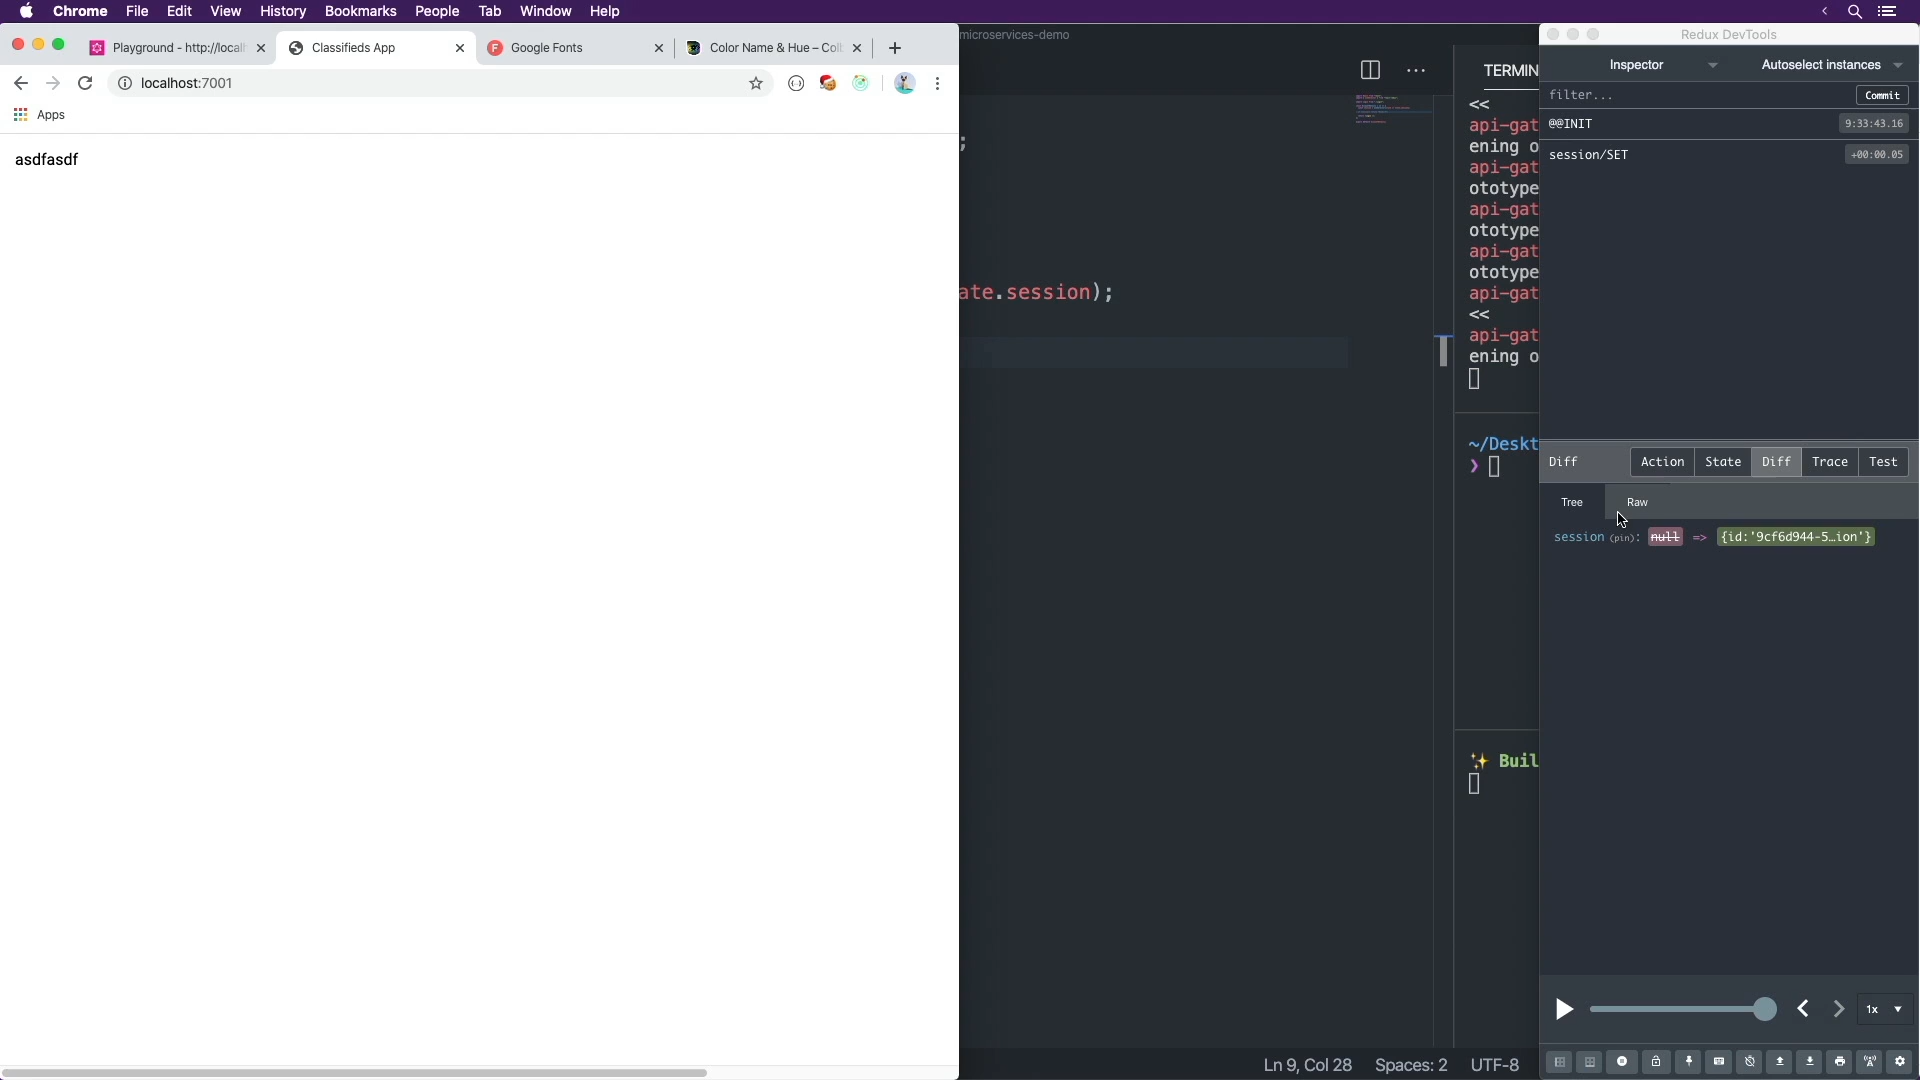 Chrome File Edit View History Bookmarks People Tab Window Help
microservices-demo
Redux DevTools
Playground - http://local
Classifieds App
Google Fonts
Color Name & Hue – Col
localhost:7001
Apps
asdfasdf
;
ate.session);
TERMIN
<<
api-gat
ening o
api-gat
ototype
api-gat
ototype
api-gat
ototype
api-gat
<<
api-gat
ening o
~/Deskt
❯
✨ Buil
Ln 9, Col 28 Spaces: 2 UTF-8
Inspector Autoselect instances
filter... Commit
@@INIT 9:33:43.16
session/SET +00:00.05
Diff Action State Diff Trace Test
Tree Raw
session (pin): null => {id:'9cf6d944-5…ion'}
1x